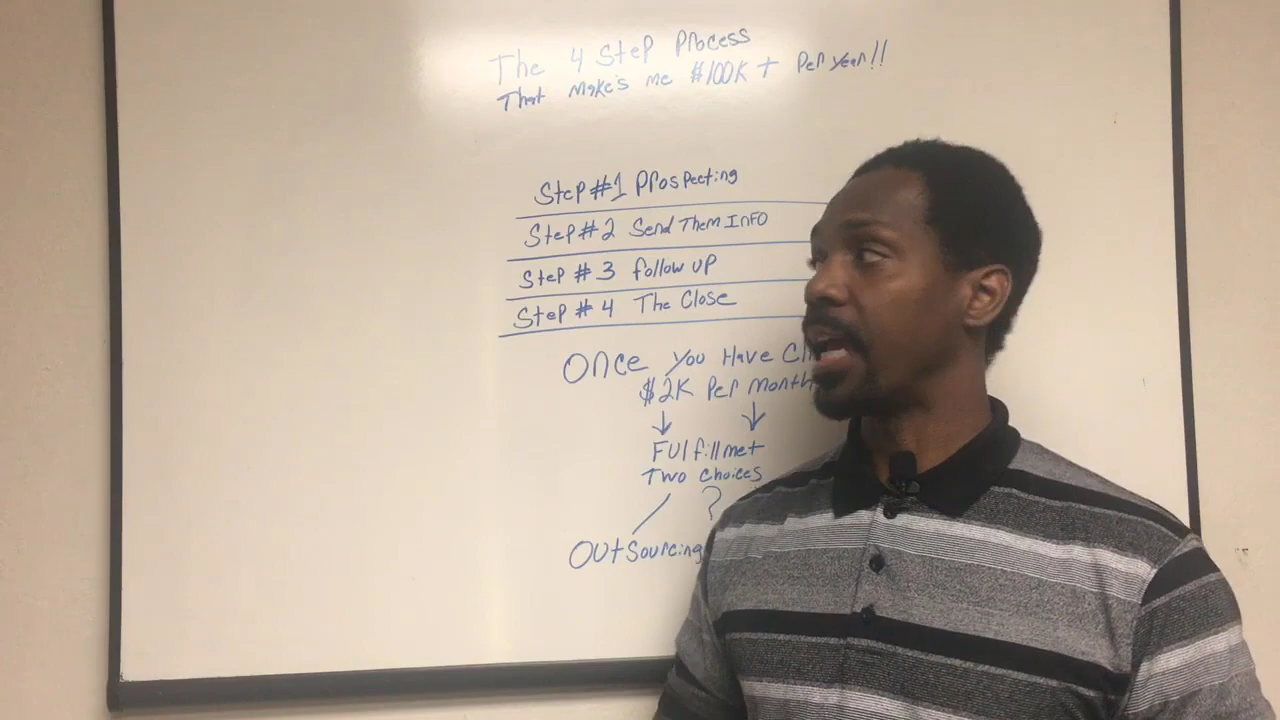 The 4 Step Process
That Make's me $100K + Per year!!
Step #1 Prospecting
Step #2 Send Them Info
Step #3 Follow up
Step #4 The Close
Once you Have
$2K Per Month
Fulfillmet
Two Choices
?
Outsourcing